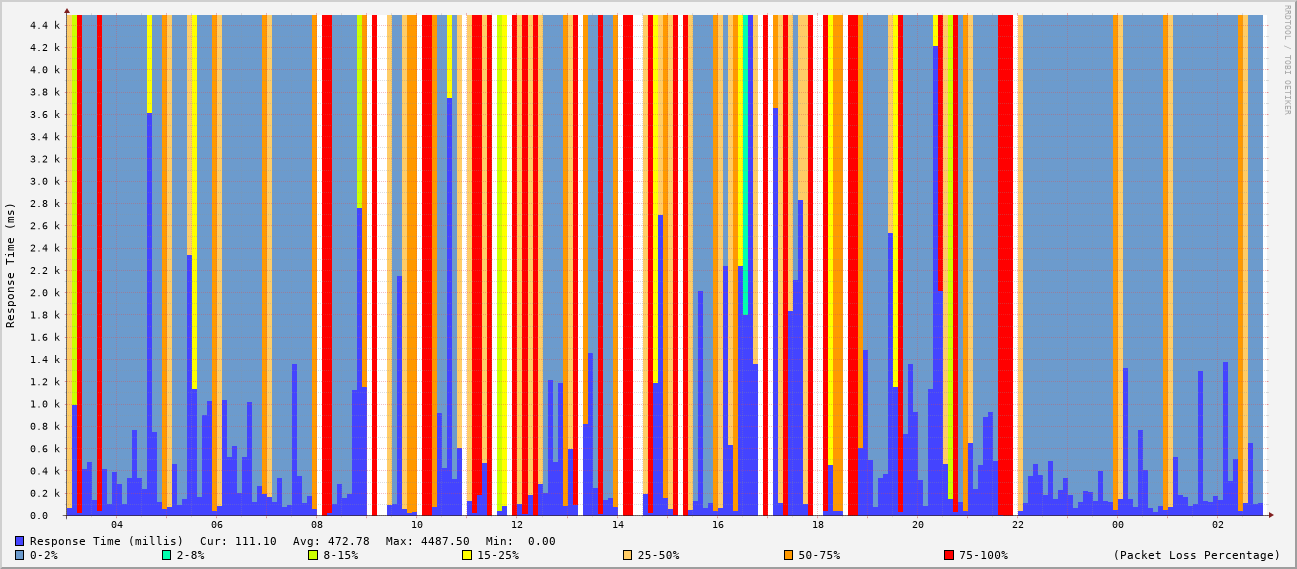 RRDTOOL / TOBI OETIKER
Response Time (ms)
4.4 k
4.2 k
4.0 k
3.8 k
3.6 k
3.4 k
3.2 k
3.0 k
2.8 k
2.6 k
2.4 k
2.2 k
2.0 k
1.8 k
1.6 k
1.4 k
1.2 k
1.0 k
0.8 k
0.6 k
0.4 k
0.2 k
0.0
04 06 08 10 12 14 16 18 20 22 00 02
Response Time (millis) Cur: 111.10 Avg: 472.78 Max: 4487.50 Min: 0.00
0-2% 2-8% 8-15% 15-25% 25-50% 50-75% 75-100% (Packet Loss Percentage)